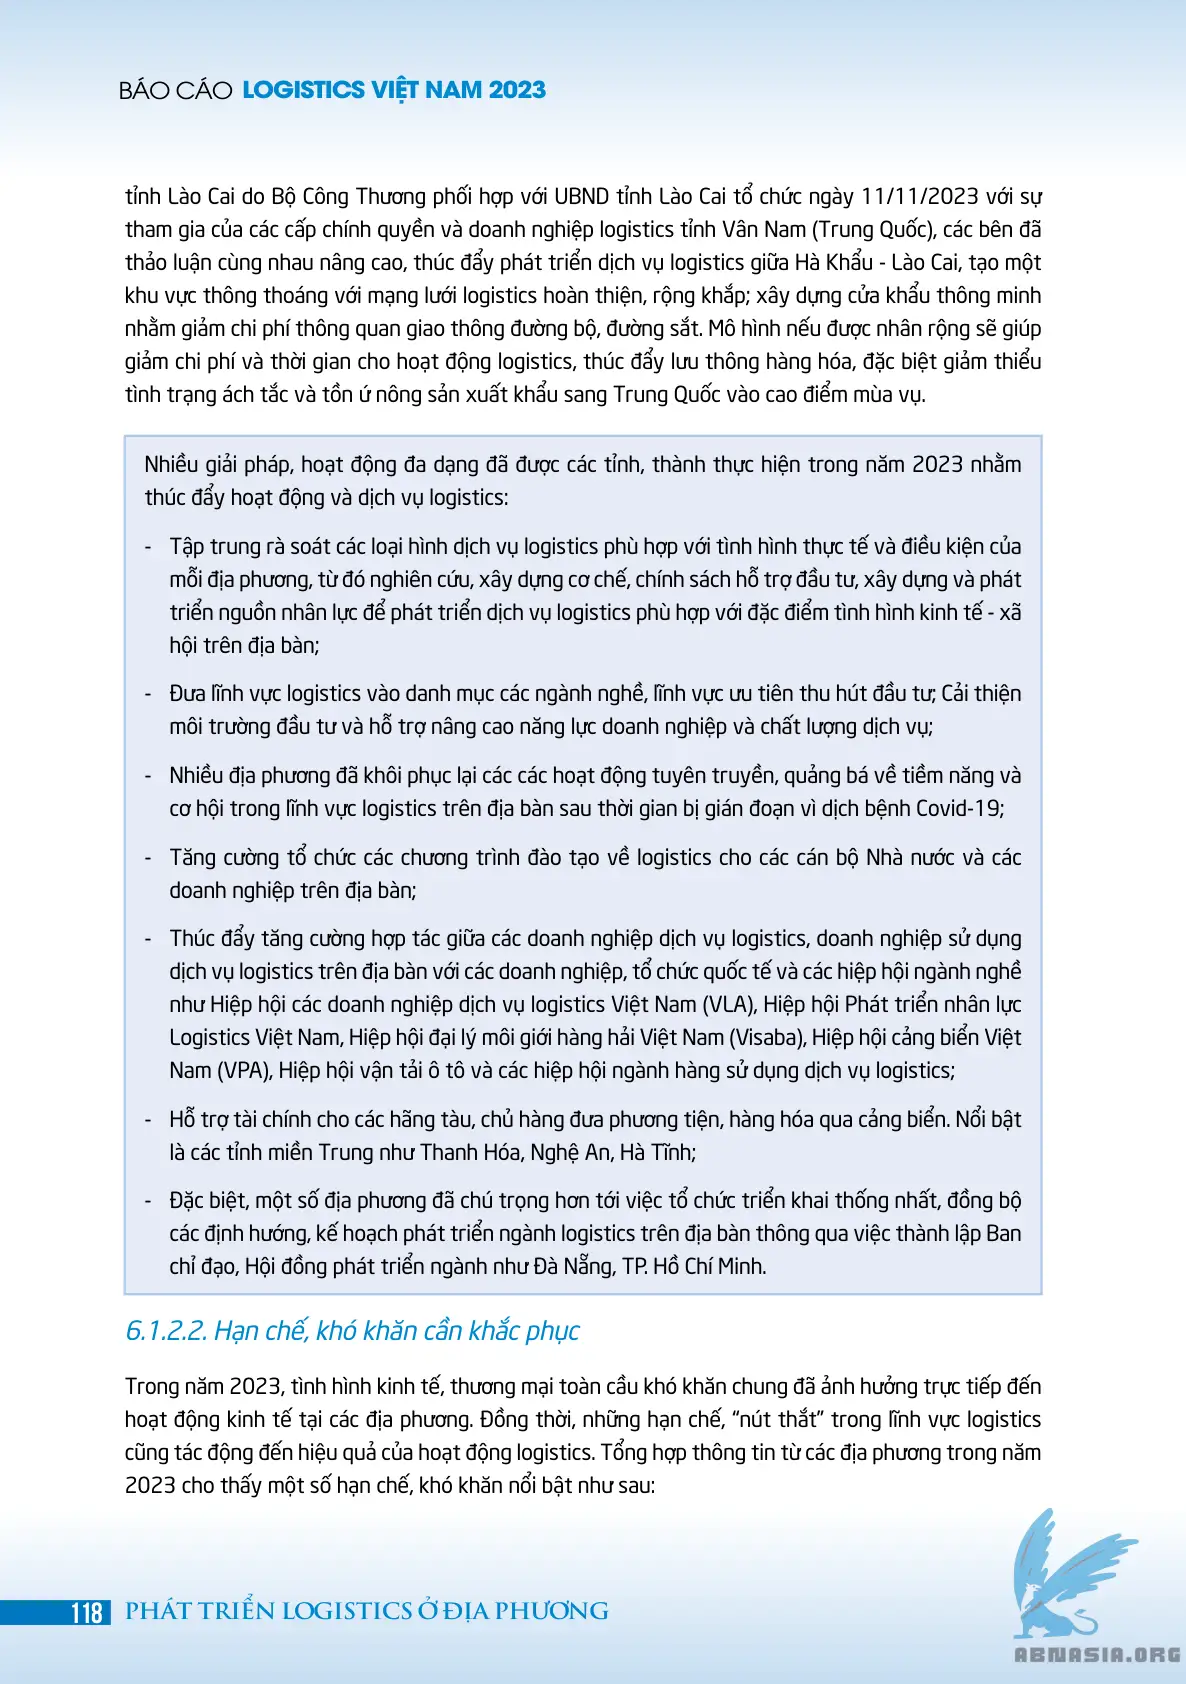 BÁO CÁO LOGISTICS VIỆT NAM 2023
tỉnh Lào Cai do Bộ Công Thương phối hợp với UBND tỉnh Lào Cai tổ chức ngày 11/11/2023 với sự
tham gia của các cấp chính quyền và doanh nghiệp logistics tỉnh Vân Nam (Trung Quốc), các bên đã
thảo luận cùng nhau nâng cao, thúc đẩy phát triển dịch vụ logistics giữa Hà Khẩu - Lào Cai, tạo một
khu vực thông thoáng với mạng lưới logistics hoàn thiện, rộng khắp; xây dựng cửa khẩu thông minh
nhằm giảm chi phí thông quan giao thông đường bộ, đường sắt. Mô hình nếu được nhân rộng sẽ giúp
giảm chi phí và thời gian cho hoạt động logistics, thúc đẩy lưu thông hàng hóa, đặc biệt giảm thiểu
tình trạng ách tắc và tồn ứ nông sản xuất khẩu sang Trung Quốc vào cao điểm mùa vụ.
Nhiều giải pháp, hoạt động đa dạng đã được các tỉnh, thành thực hiện trong năm 2023 nhằm
thúc đẩy hoạt động và dịch vụ logistics:
- Tập trung rà soát các loại hình dịch vụ logistics phù hợp với tình hình thực tế và điều kiện của
mỗi địa phương, từ đó nghiên cứu, xây dựng cơ chế, chính sách hỗ trợ đầu tư, xây dựng và phát
triển nguồn nhân lực để phát triển dịch vụ logistics phù hợp với đặc điểm tình hình kinh tế - xã
hội trên địa bàn;
- Đưa lĩnh vực logistics vào danh mục các ngành nghề, lĩnh vực ưu tiên thu hút đầu tư; Cải thiện
môi trường đầu tư và hỗ trợ nâng cao năng lực doanh nghiệp và chất lượng dịch vụ;
- Nhiều địa phương đã khôi phục lại các các hoạt động tuyên truyền, quảng bá về tiềm năng và
cơ hội trong lĩnh vực logistics trên địa bàn sau thời gian bị gián đoạn vì dịch bệnh Covid-19;
- Tăng cường tổ chức các chương trình đào tạo về logistics cho các cán bộ Nhà nước và các
doanh nghiệp trên địa bàn;
- Thúc đẩy tăng cường hợp tác giữa các doanh nghiệp dịch vụ logistics, doanh nghiệp sử dụng
dịch vụ logistics trên địa bàn với các doanh nghiệp, tổ chức quốc tế và các hiệp hội ngành nghề
như Hiệp hội các doanh nghiệp dịch vụ logistics Việt Nam (VLA), Hiệp hội Phát triển nhân lực
Logistics Việt Nam, Hiệp hội đại lý môi giới hàng hải Việt Nam (Visaba), Hiệp hội cảng biển Việt
Nam (VPA), Hiệp hội vận tải ô tô và các hiệp hội ngành hàng sử dụng dịch vụ logistics;
- Hỗ trợ tài chính cho các hãng tàu, chủ hàng đưa phương tiện, hàng hóa qua cảng biển. Nổi bật
là các tỉnh miền Trung như Thanh Hóa, Nghệ An, Hà Tĩnh;
- Đặc biệt, một số địa phương đã chú trọng hơn tới việc tổ chức triển khai thống nhất, đồng bộ
các định hướng, kế hoạch phát triển ngành logistics trên địa bàn thông qua việc thành lập Ban
chỉ đạo, Hội đồng phát triển ngành như Đà Nẵng, TP. Hồ Chí Minh.
6.1.2.2. Hạn chế, khó khăn cần khắc phục
Trong năm 2023, tình hình kinh tế, thương mại toàn cầu khó khăn chung đã ảnh hưởng trực tiếp đến
hoạt động kinh tế tại các địa phương. Đồng thời, những hạn chế, “nút thắt” trong lĩnh vực logistics
cũng tác động đến hiệu quả của hoạt động logistics. Tổng hợp thông tin từ các địa phương trong năm
2023 cho thấy một số hạn chế, khó khăn nổi bật như sau:
118 PHÁT TRIỂN LOGISTICS Ở ĐỊA PHƯƠNG
ABMASIA.ORG